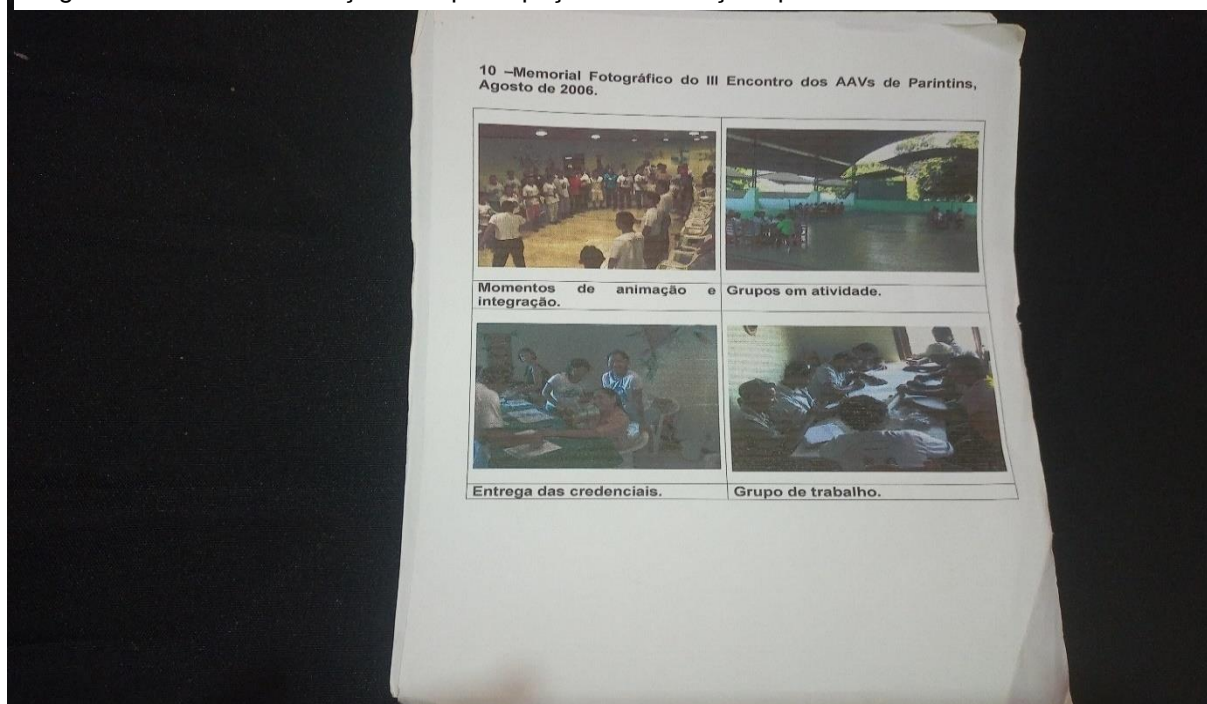 10 –Memorial Fotográfico do III Encontro dos AAVs de Parintins,
Agosto de 2006.
Momentos de animação e
integração.
Grupos em atividade.
Entrega das credenciais.
Grupo de trabalho.